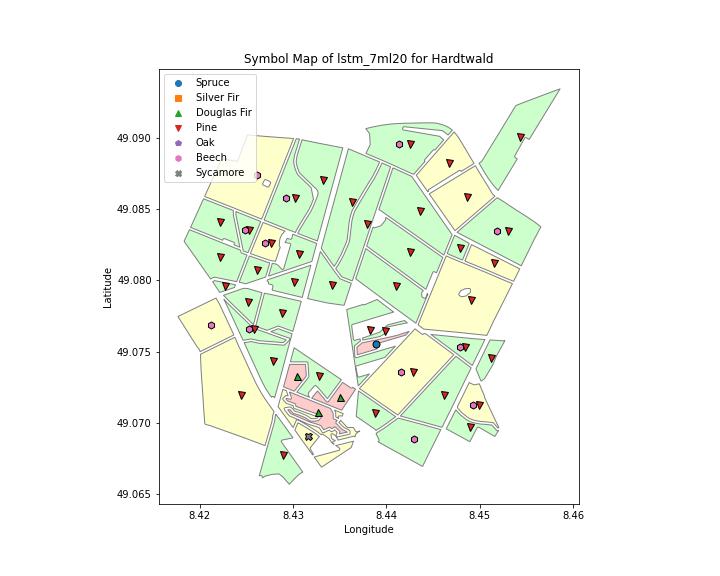 Symbol Map of lstm_7ml20 for Hardtwald
Spruce
Silver Fir
Douglas Fir
Pine
Oak
Beech
Sycamore
49.090
49.085
49.080
49.075
49.070
49.065
Latitude
8.42 8.43 8.44 8.45 8.46
Longitude